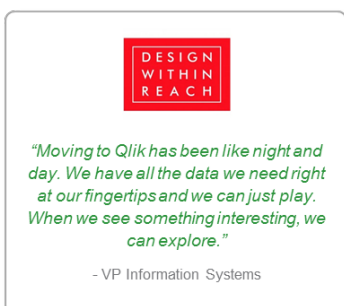 DESIGN
WITHIN
REACH
“Moving to Qlik has been like night and
day. We have all the data we need right
at our fingertips and we can just play.
When we see something interesting, we
can explore.”
- VP Information Systems